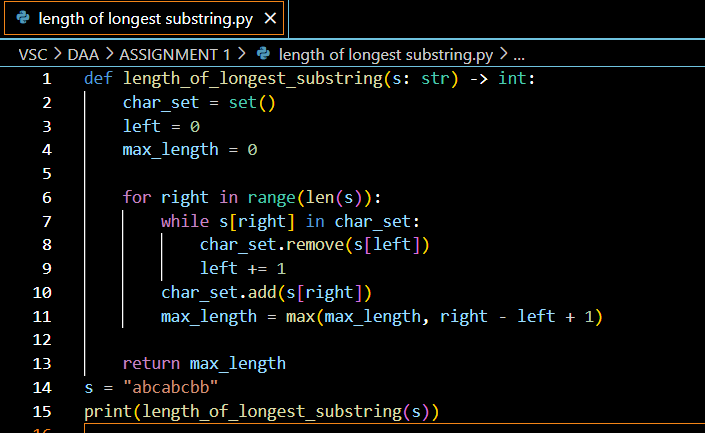 length of longest substring.py ×
VSC > DAA > ASSIGNMENT 1 > length of longest substring.py > ...
1 def length_of_longest_substring(s: str) -> int:
2     char_set = set()
3     left = 0
4     max_length = 0
5
6     for right in range(len(s)):
7         while s[right] in char_set:
8             char_set.remove(s[left])
9             left += 1
10         char_set.add(s[right])
11         max_length = max(max_length, right - left + 1)
12
13     return max_length
14 s = "abcabcbb"
15 print(length_of_longest_substring(s))
16